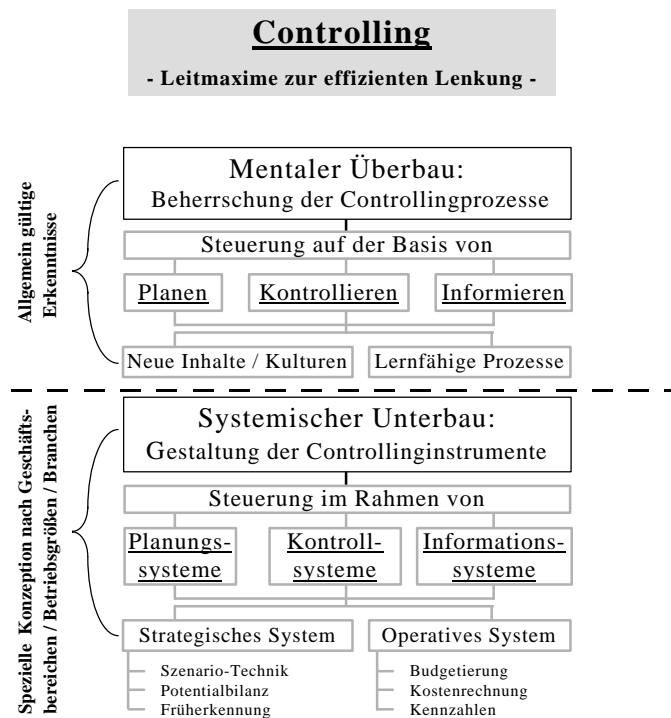 Controlling
- Leitmaxime zur effizienten Lenkung -
Allgemein gültige
Erkenntnisse
Mentaler Überbau:
Beherrschung der Controllingprozesse
Steuerung auf der Basis von
Planen
Kontrollieren
Informieren
Neue Inhalte / Kulturen
Lernfähige Prozesse
Spezielle Konzeption nach Geschäfts-
bereichen / Betriebsgrößen / Branchen
Systemischer Unterbau:
Gestaltung der Controllinginstrumente
Steuerung im Rahmen von
Planungs-
systeme
Kontroll-
systeme
Informations-
systeme
Strategisches System
Szenario-Technik
Potentialbilanz
Früherkennung
Operatives System
Budgetierung
Kostenrechnung
Kennzahlen